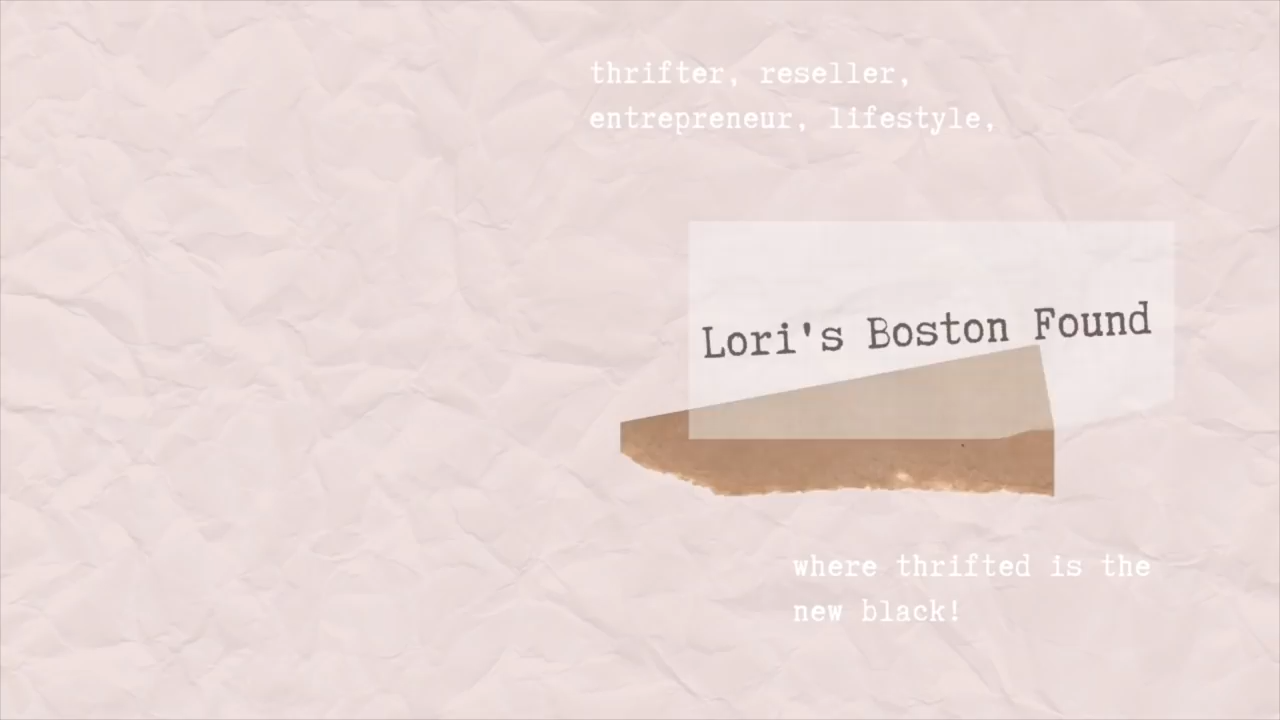 thrifter, reseller,
entrepreneur, lifestyle,
Lori's Boston Found
where thrifted is the
new black!